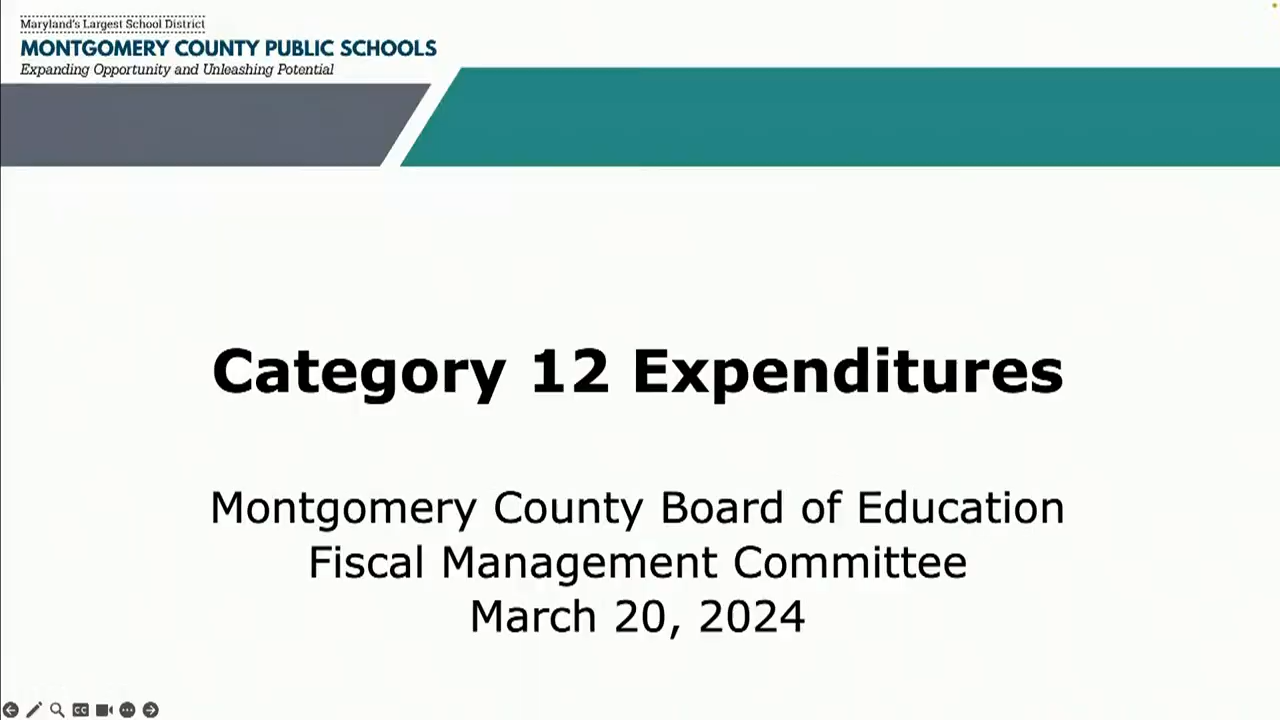 Maryland's Largest School District
MONTGOMERY COUNTY PUBLIC SCHOOLS
Expanding Opportunity and Unleashing Potential
Category 12 Expenditures
Montgomery County Board of Education
Fiscal Management Committee
March 20, 2024
CC